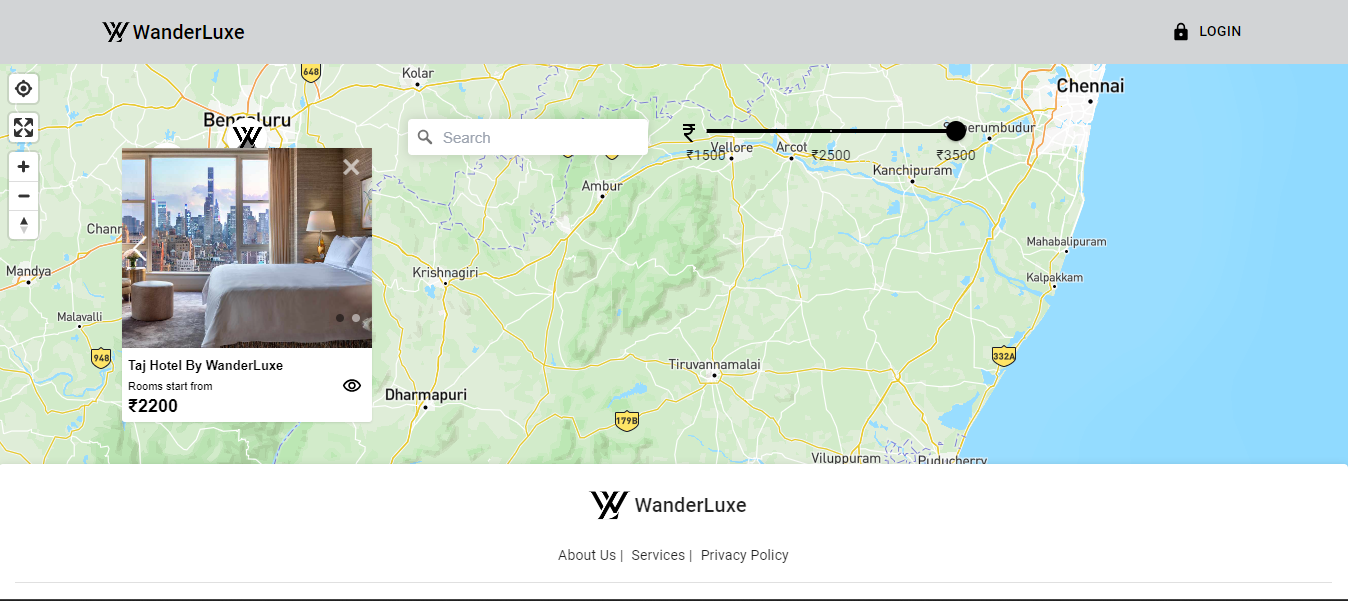 WanderLuxe
LOGIN
648
Kolar
Chennai
Bengaluru
Search
₹1500
₹2500
₹3500
Vellore
Arcot
Kanchipuram
Ambur
Mandya
Krishnagiri
Mahabalipuram
Kalpakkam
Malavalli
948
332A
Tiruvannamalai
Taj Hotel By WanderLuxe
Rooms start from
₹2200
Dharmapuri
179B
Viluppuram
Puducherry
WanderLuxe
About Us | Services | Privacy Policy